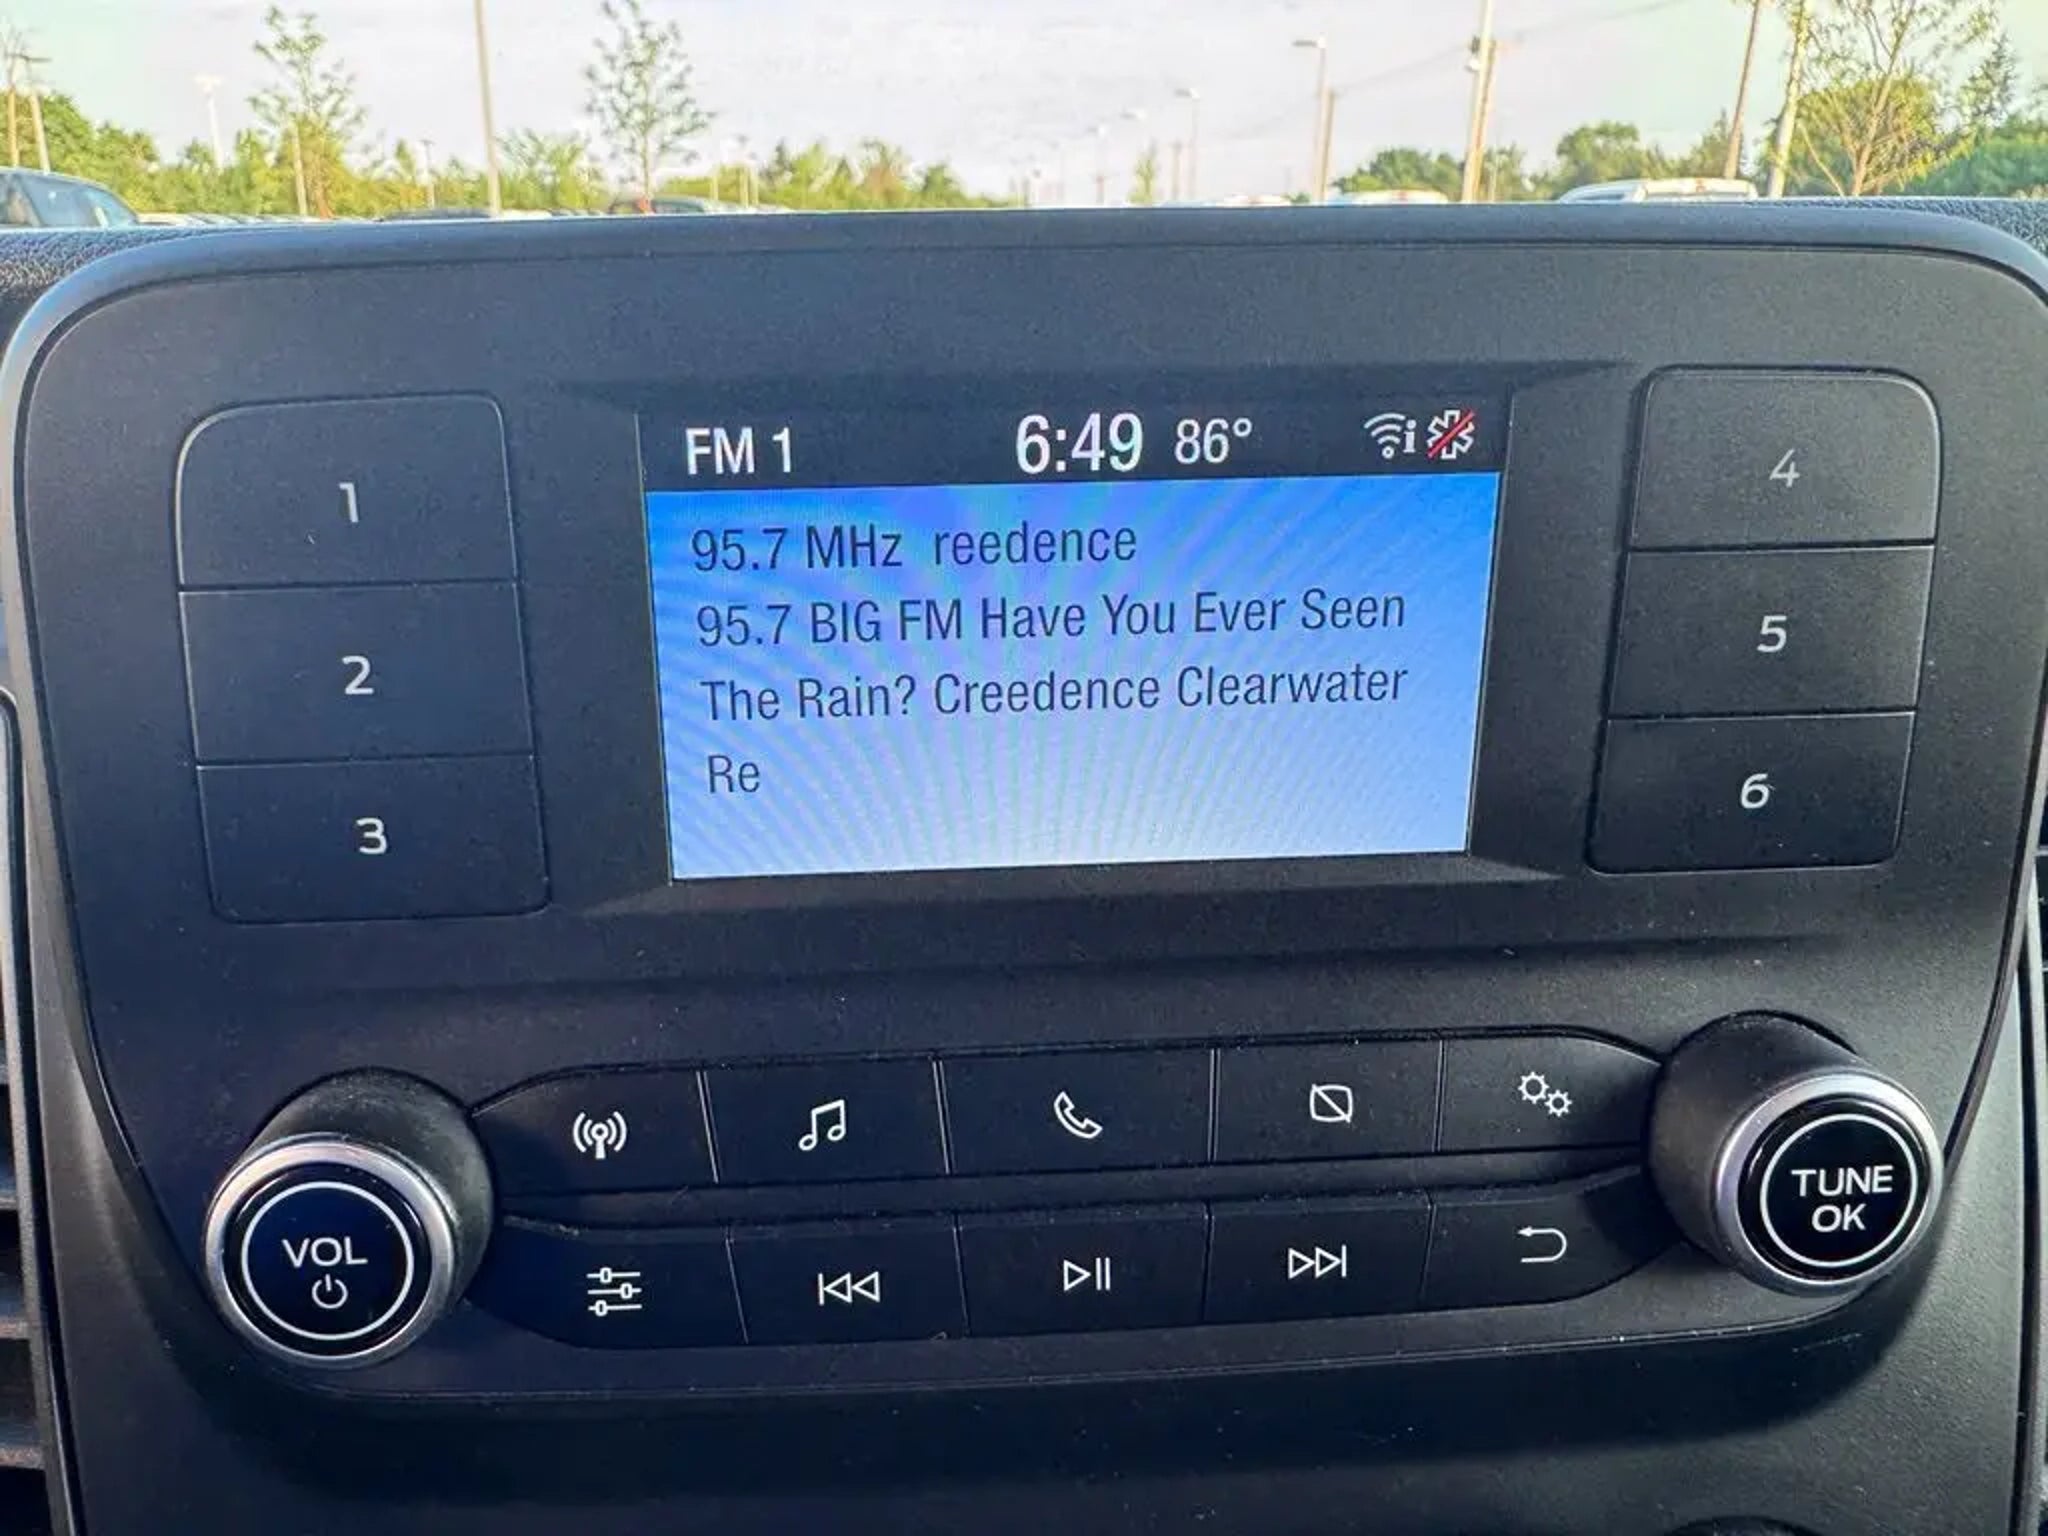 FM 1 6:49 86°
95.7 MHz reedence
95.7 BIG FM Have You Ever Seen
The Rain? Creedence Clearwater
Re
1
2
3
4
5
6
VOL
TUNE
OK